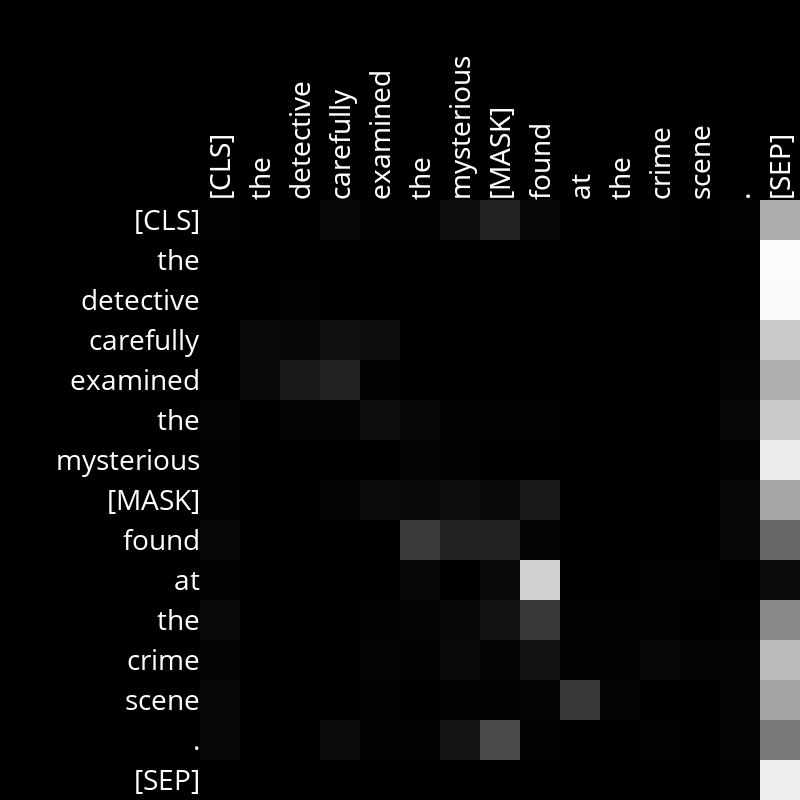 [CLS]
the
detective
carefully
examined
the
mysterious
[MASK]
found
at
the
crime
scene
.
[SEP]
[CLS]
the
detective
carefully
examined
the
mysterious
[MASK]
found
at
the
crime
scene
.
[SEP]